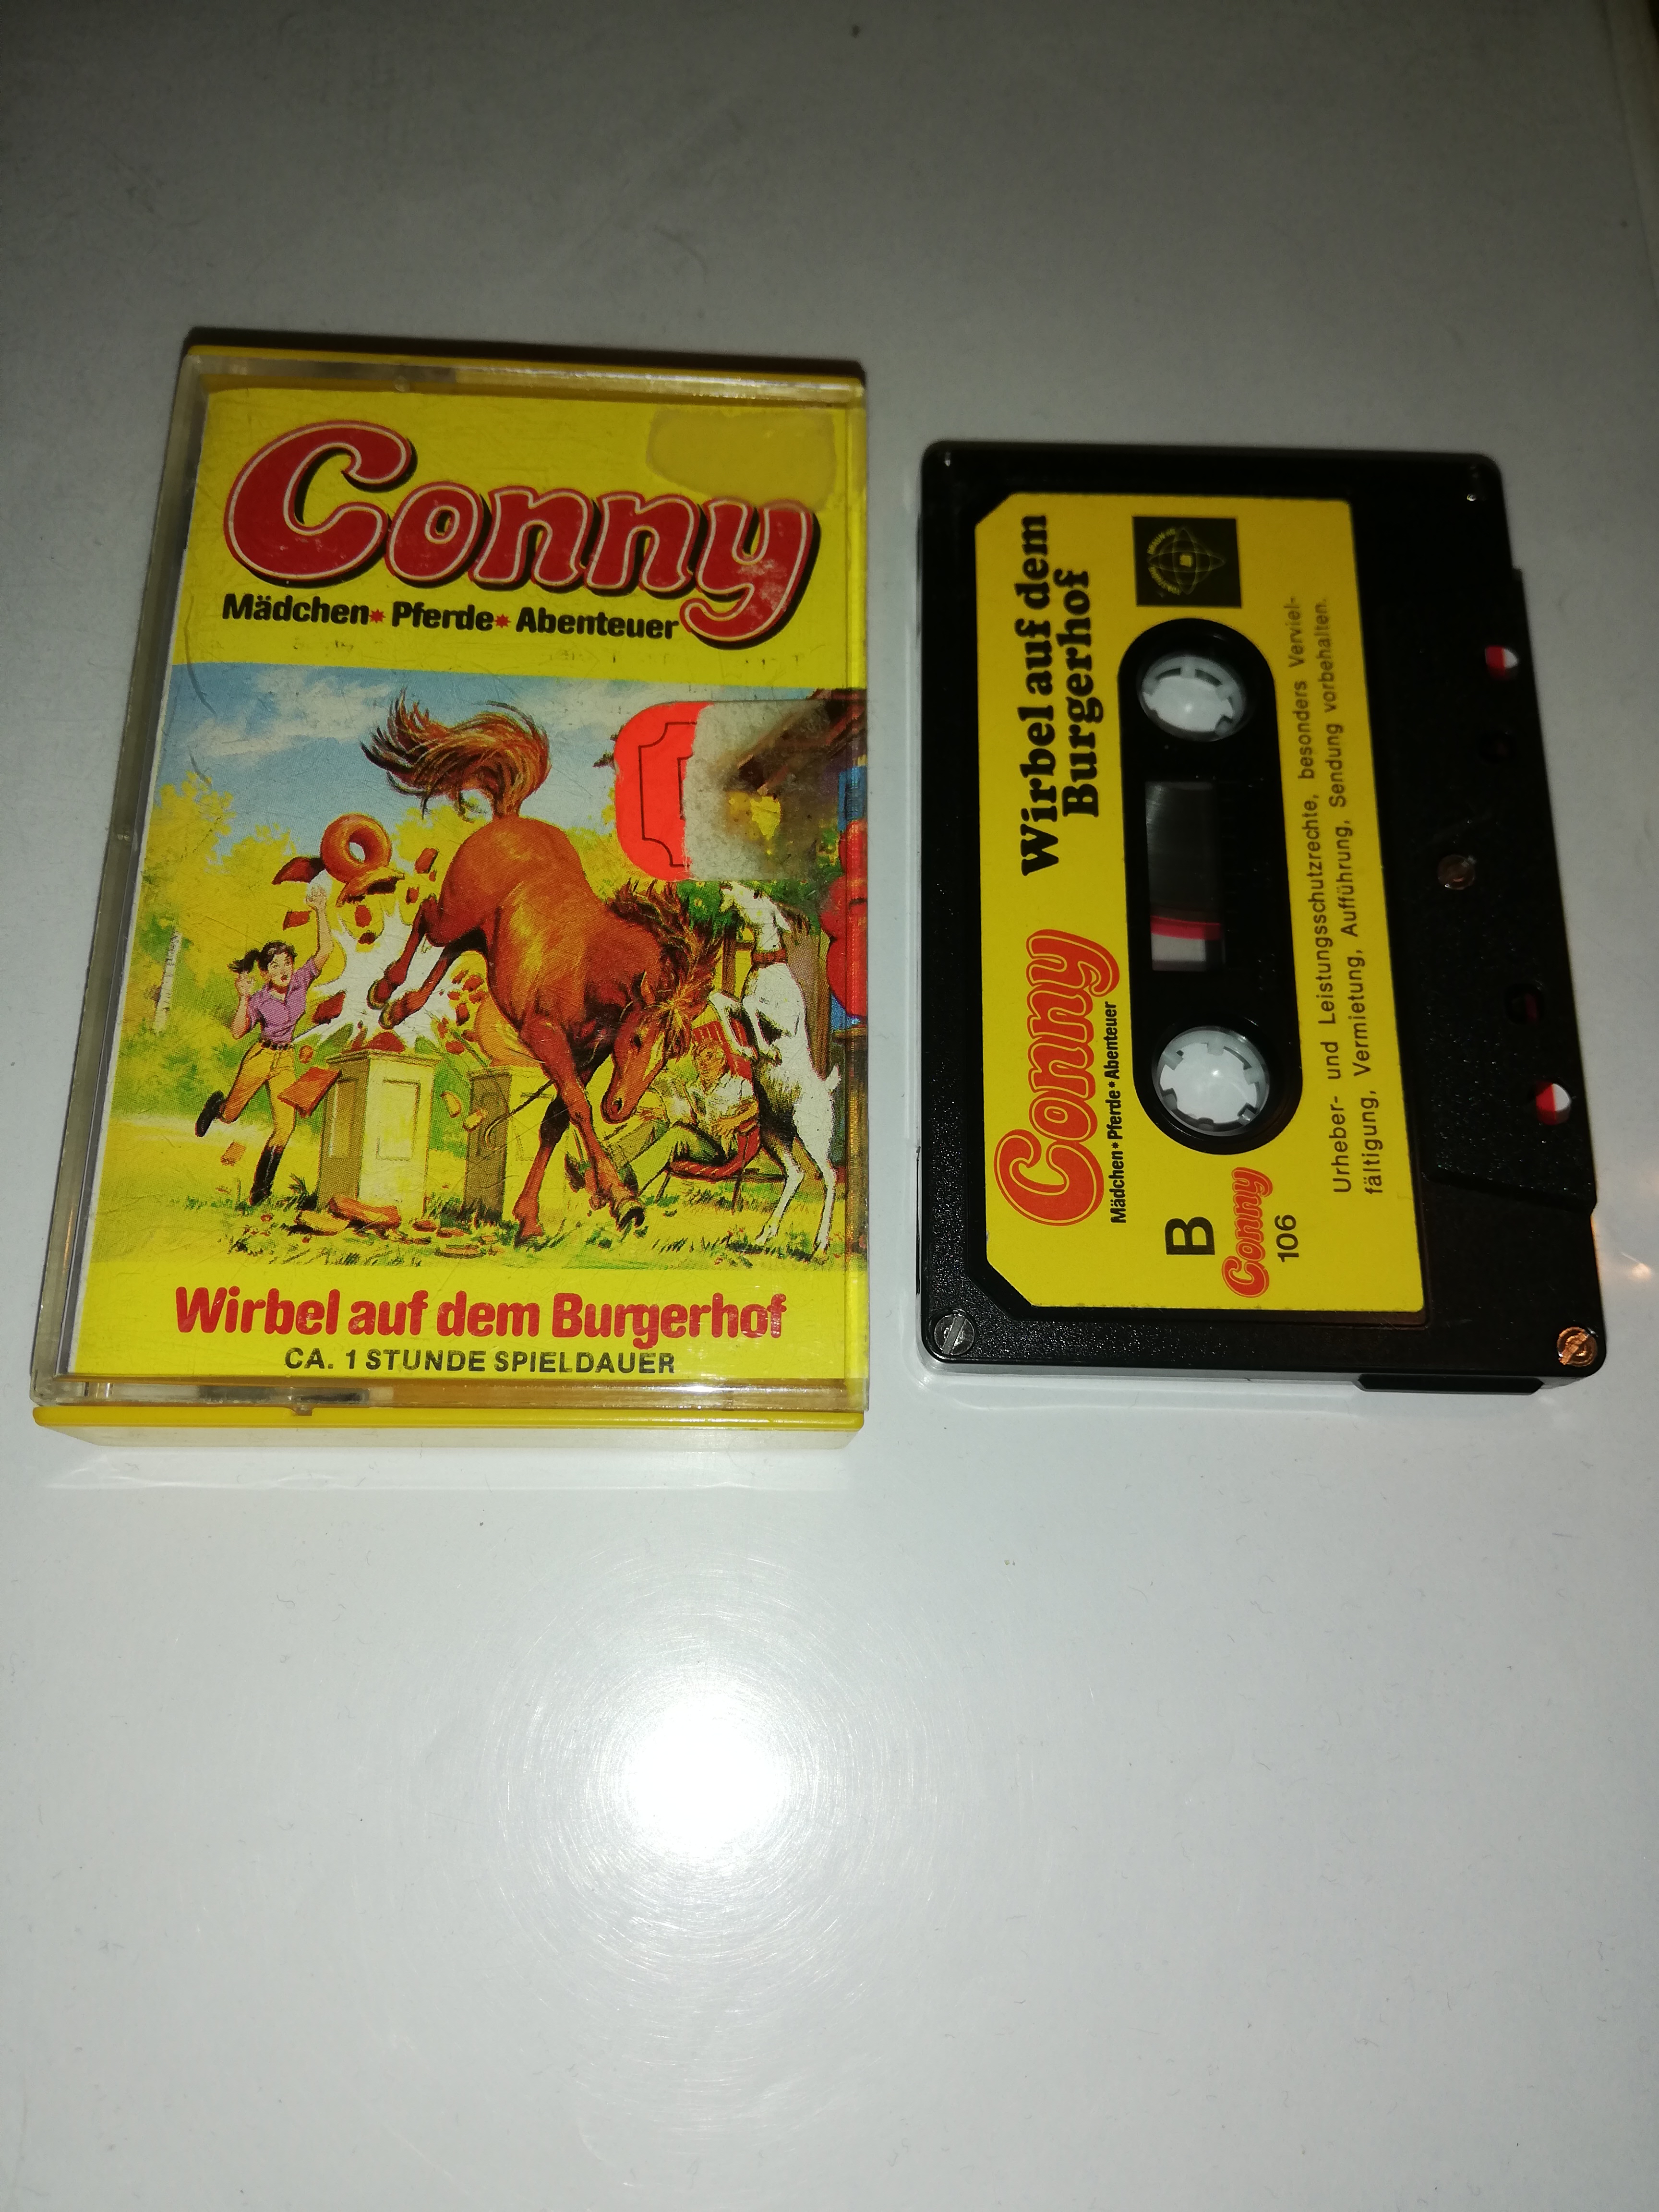 Conny
Mädchen * Pferde * Abenteuer
Wirbel auf dem Burgerhof
CA. 1 STUNDE SPIELDAUER
Conny
Mädchen * Pferde * Abenteuer
Wirbel auf dem
Burgerhof
B
Conny
106
Urheber- und Leistungsschutzrechte, besonders Verviel-
fältigung, Vermietung, Aufführung, Sendung vorbehalten.